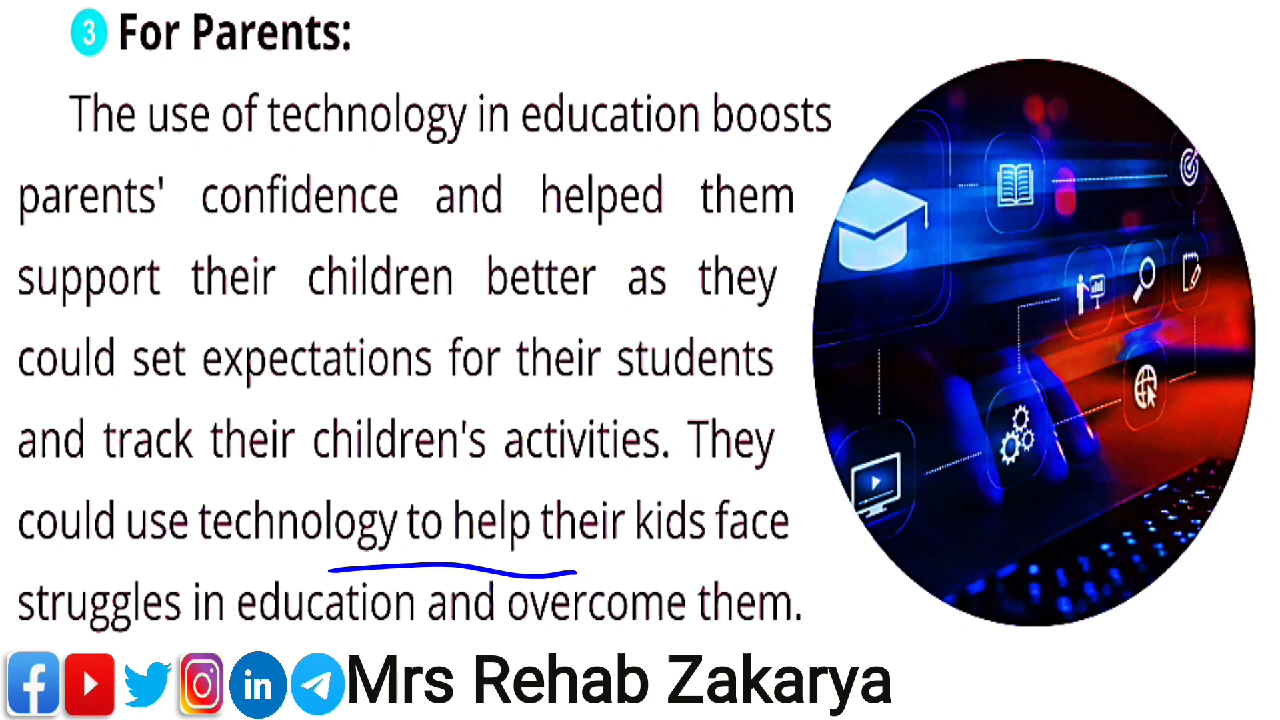 3 For Parents:
The use of technology in education boosts
parents' confidence and helped them
support their children better as they
could set expectations for their students
and track their children's activities. They
could use technology to help their kids face
struggles in education and overcome them.
Mrs Rehab Zakarya